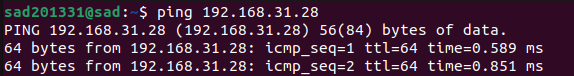 sad201331@sad:~$ ping 192.168.31.28
PING 192.168.31.28 (192.168.31.28) 56(84) bytes of data.
64 bytes from 192.168.31.28: icmp_seq=1 ttl=64 time=0.589 ms
64 bytes from 192.168.31.28: icmp_seq=2 ttl=64 time=0.851 ms